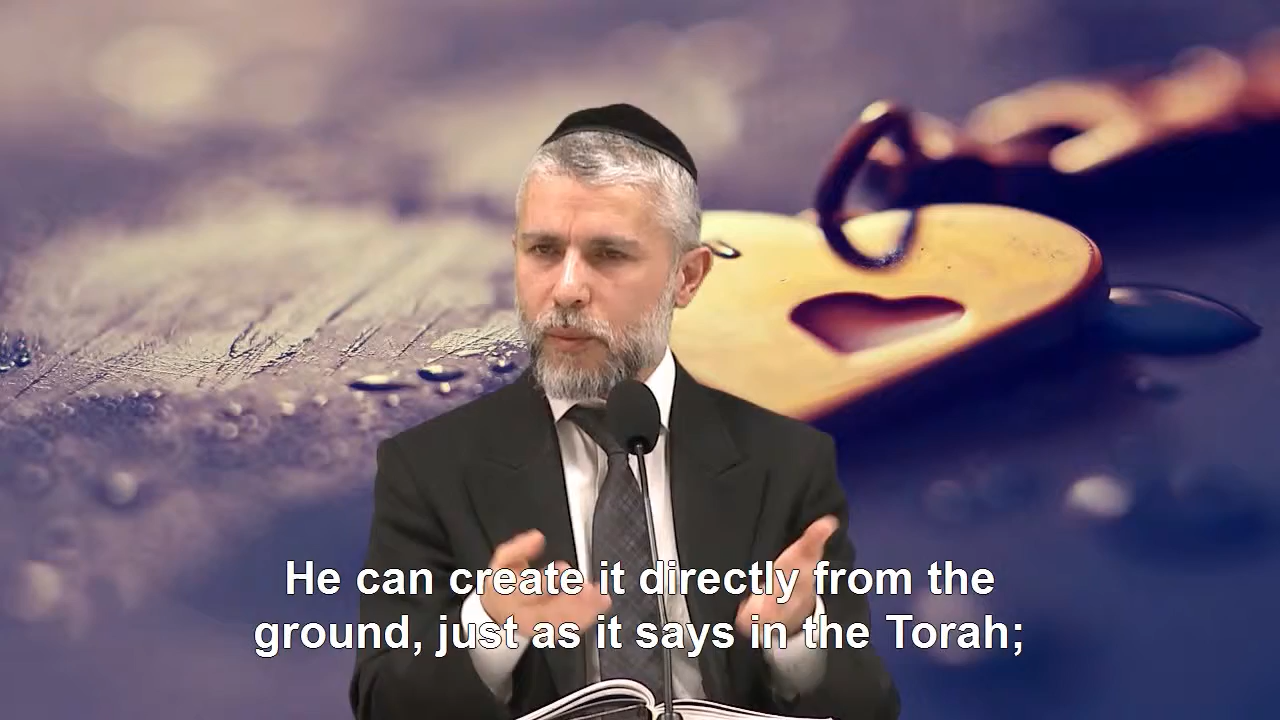 He can create it directly from the
ground, just as it says in the Torah;